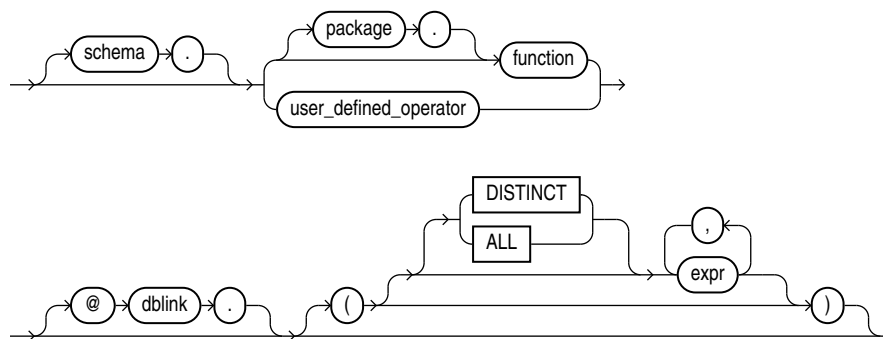 package .
schema . function
user_defined_operator
DISTINCT
ALL ,
expr
@ dblink . ( )